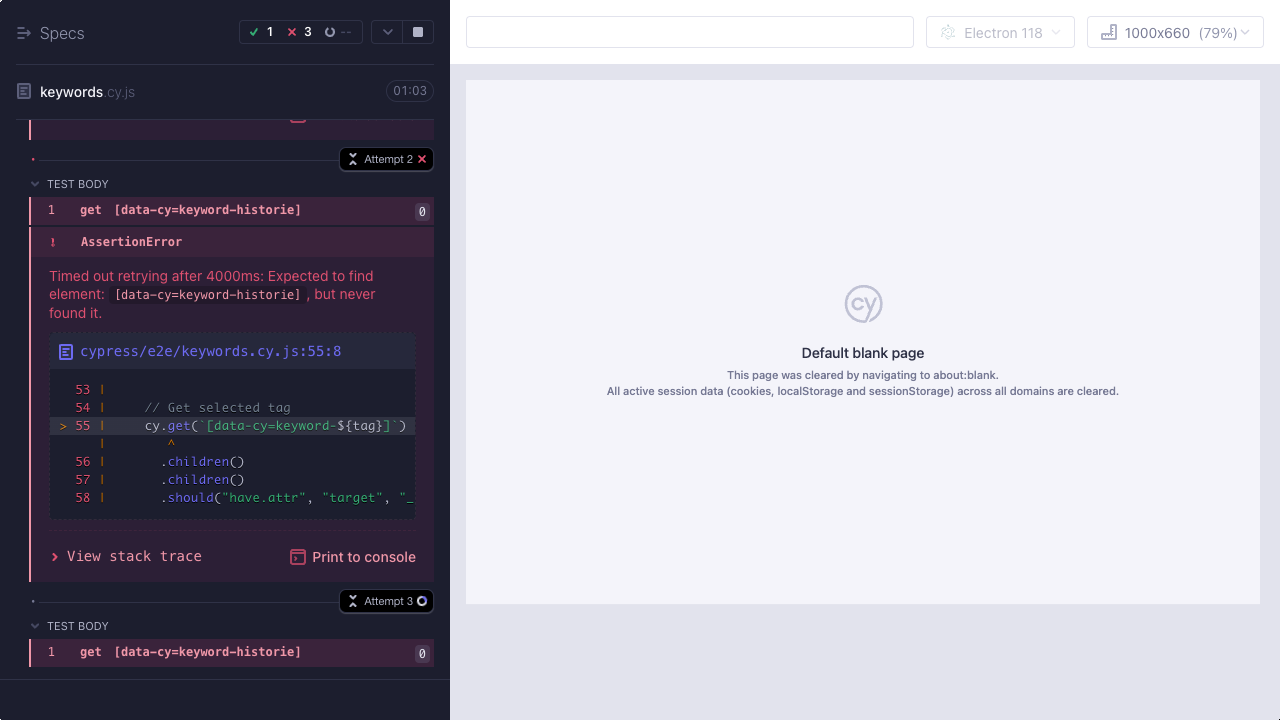 Specs
1 3 --
keywords.cy.js
01:03
Attempt 2
TEST BODY
1 get [data-cy=keyword-historie] 0
! AssertionError
Timed out retrying after 4000ms: Expected to find
element: [data-cy=keyword-historie] , but never
found it.
cypress/e2e/keywords.cy.js:55:8
53 |
54 | // Get selected tag
> 55 | cy.get(`[data-cy=keyword-${tag}]`)
| ^
56 | .children()
57 | .children()
58 | .should("have.attr", "target", "_
View stack trace
Print to console
Attempt 3
TEST BODY
1 get [data-cy=keyword-historie] 0
Electron 118
1000x660 (79%)
cy
Default blank page
This page was cleared by navigating to about:blank.
All active session data (cookies, localStorage and sessionStorage) across all domains are cleared.